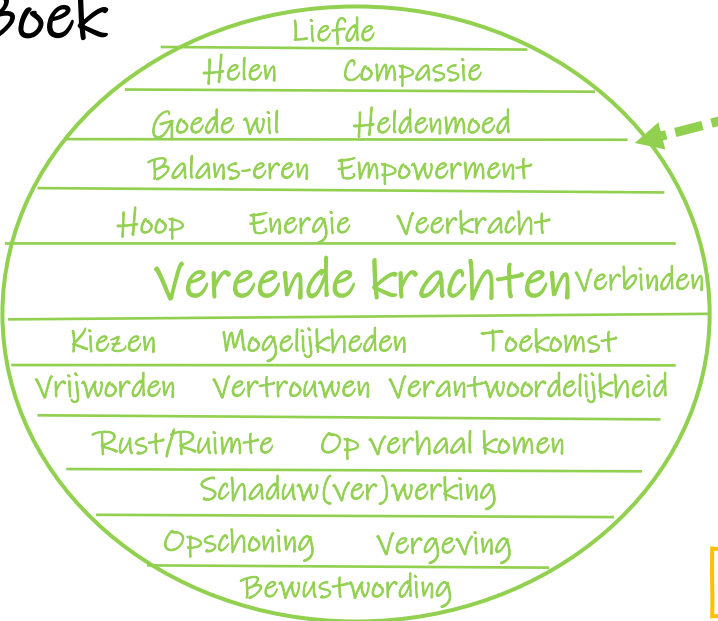 Boek
Liefde
Helen Compassie
Goede wil Heldenmoed
Balans-eren Empowerment
Hoop Energie Veerkracht
Vereende krachten Verbinden
Kiezen Mogelijkheden Toekomst
Vrijworden Vertrouwen Verantwoordelijkheid
Rust/Ruimte Op verhaal komen
Schaduw(ver)werking
Opschoning Vergeving
Bewustwording